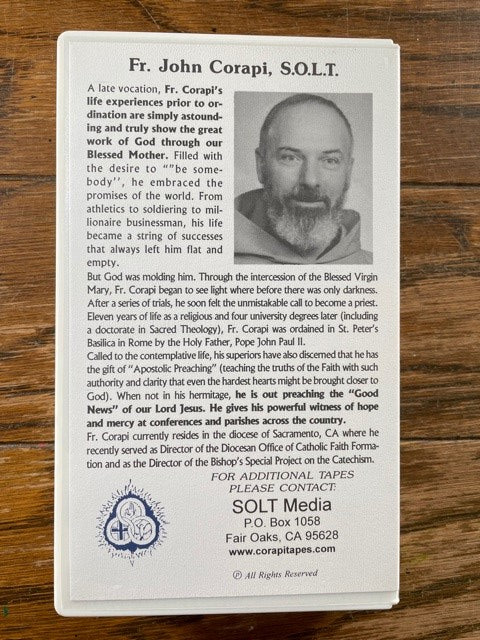 Fr. John Corapi, S.O.L.T.
A late vocation, Fr. Corapi's
life experiences prior to or-
dination are simply astound-
ing and truly show the great
work of God through our
Blessed Mother. Filled with
the desire to ""be some-
body'', he embraced the
promises of the world. From
athletics to soldiering to mil-
lionaire businessman, his life
became a string of successes
that always left him flat and
empty.
But God was molding him. Through the intercession of the Blessed Virgin
Mary, Fr. Corapi began to see light where before there was only darkness.
After a series of trials, he soon felt the unmistakable call to become a priest.
Eleven years of life as a religious and four university degrees later (including
a doctorate in Sacred Theology), Fr. Corapi was ordained in St. Peter's
Basilica in Rome by the Holy Father, Pope John Paul II.
Called to the contemplative life, his superiors have also discerned that he has
the gift of "Apostolic Preaching" (teaching the truths of the Faith with such
authority and clarity that even the hardest hearts might be brought closer to
God). When not in his hermitage, he is out preaching the "Good
News" of our Lord Jesus. He gives his powerful witness of hope
and mercy at conferences and parishes across the country.
Fr. Corapi currently resides in the diocese of Sacramento, CA where he
recently served as Director of the Diocesan Office of Catholic Faith Forma-
tion and as the Director of the Bishop's Special Project on the Catechism.
FOR ADDITIONAL TAPES
PLEASE CONTACT:
SOLT Media
P.O. Box 1058
Fair Oaks, CA 95628
www.corapitapes.com
℗ All Rights Reserved